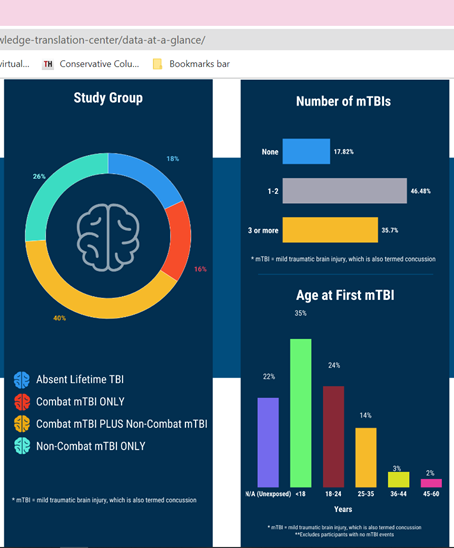 wledge-translation-center/data-at-a-glance/
virtual... TH Conservative Colu... Bookmarks bar
Study Group
18%
16%
40%
26%
Absent Lifetime TBI
Combat mTBI ONLY
Combat mTBI PLUS Non-Combat mTBI
Non-Combat mTBI ONLY
* mTBI = mild traumatic brain injury, which is also termed concussion
Number of mTBIs
None 17.82%
1-2 46.48%
3 or more 35.7%
* mTBI = mild traumatic brain injury, which is also termed concussion
Age at First mTBI
22% 35% 24% 14% 3% 2%
N/A (Unexposed) <18 18-24 25-35 36-44 45-60
Years
* mTBI = mild traumatic brain injury, which is also termed concussion
**Excludes participants with no mTBI events